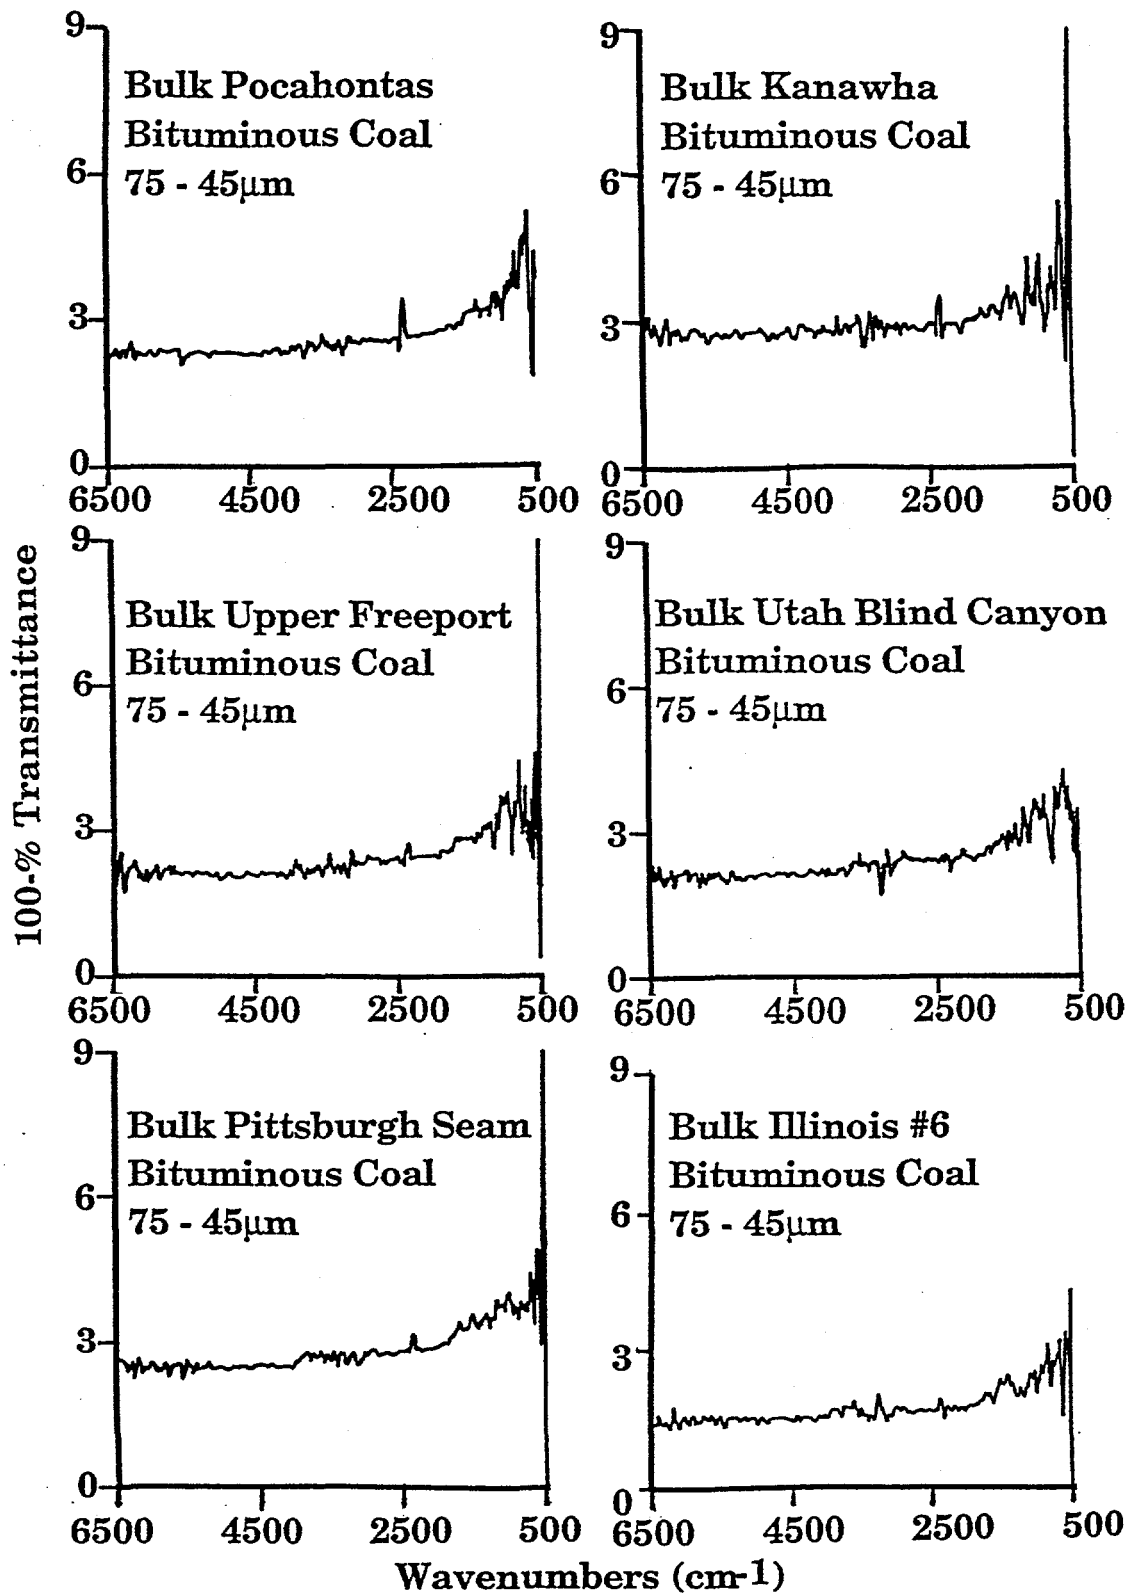 9
Bulk Pocahontas
Bituminous Coal
75 - 45μm
6
3
0
6500 4500 2500 500
9
Bulk Kanawha
Bituminous Coal
75 - 45μm
6
3
0
6500 4500 2500 500
100-% Transmittance
9
Bulk Upper Freeport
Bituminous Coal
75 - 45μm
6
3
0
6500 4500 2500 500
9
Bulk Utah Blind Canyon
Bituminous Coal
75 - 45μm
6
3
0
6500 4500 2500 500
9
Bulk Pittsburgh Seam
Bituminous Coal
75 - 45μm
6
3
0
6500 4500 2500 500
9
Bulk Illinois #6
Bituminous Coal
75 - 45μm
6
3
0
6500 4500 2500 500
Wavenumbers (cm-1)